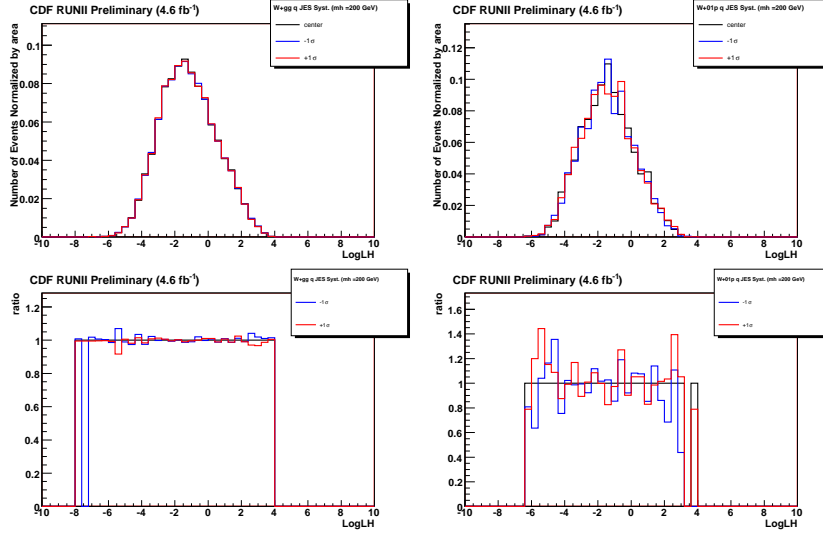 CDF RUNII Preliminary (4.6 fb-1)
W+gg q JES Syst. (mh =200 GeV)
center
-1 σ
+1 σ
Number of Events Normalized by area
0.1
0.08
0.06
0.04
0.02
0
-10 -8 -6 -4 -2 0 2 4 6 8 10
LogLH
CDF RUNII Preliminary (4.6 fb-1)
W+01p q JES Syst. (mh =200 GeV)
center
-1 σ
+1 σ
Number of Events Normalized by area
0.12
0.1
0.08
0.06
0.04
0.02
0
-10 -8 -6 -4 -2 0 2 4 6 8 10
LogLH
CDF RUNII Preliminary (4.6 fb-1)
W+gg q JES Syst. (mh =200 GeV)
-1 σ
+1 σ
ratio
1.2
1
0.8
0.6
0.4
0.2
0
-10 -8 -6 -4 -2 0 2 4 6 8 10
LogLH
CDF RUNII Preliminary (4.6 fb-1)
W+01p q JES Syst. (mh =200 GeV)
-1 σ
+1 σ
ratio
1.6
1.4
1.2
1
0.8
0.6
0.4
0.2
0
-10 -8 -6 -4 -2 0 2 4 6 8 10
LogLH